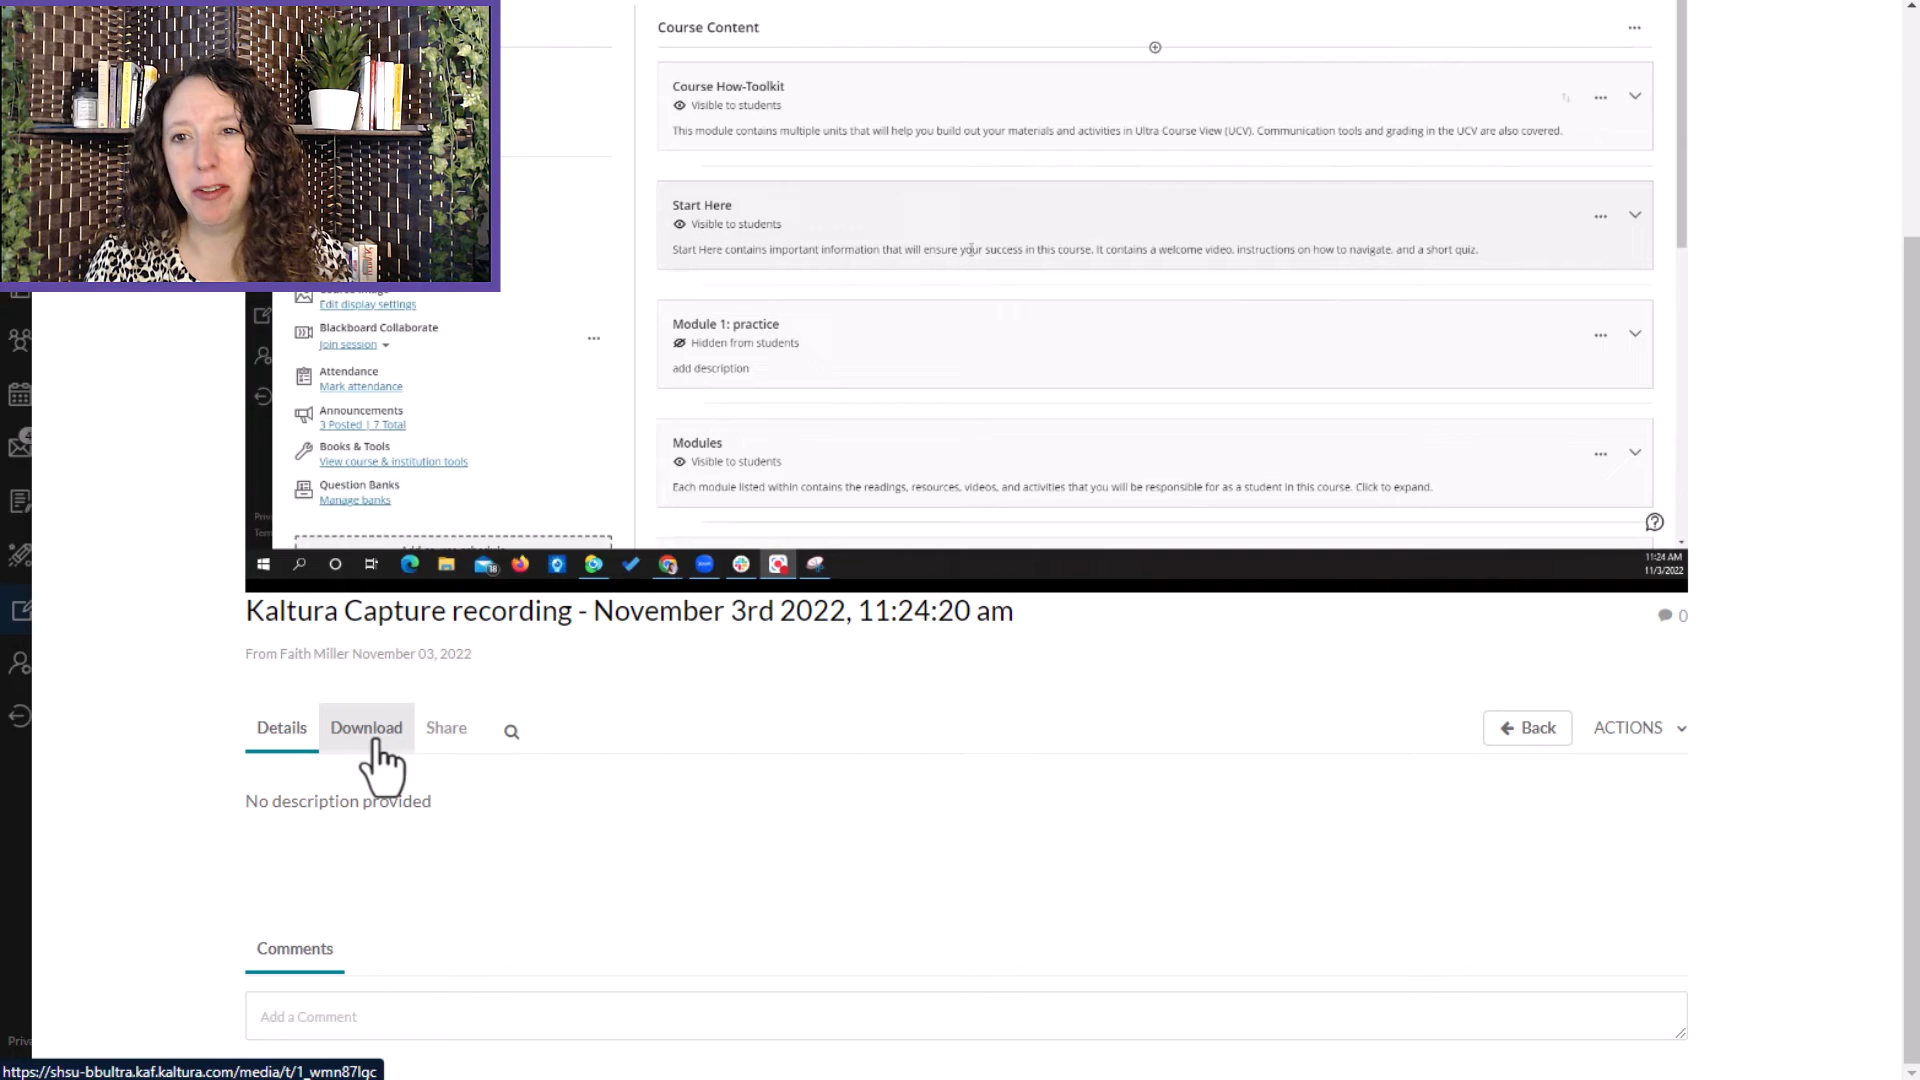 Course Content
Course How-Toolkit
Visible to students
This module contains multiple units that will help you build out your materials and activities in Ultra Course View (UCV). Communication tools and grading in the UCV are also covered.
Start Here
Visible to students
Start Here contains important information that will ensure your success in this course. It contains a welcome video, instructions on how to navigate, and a short quiz.
Edit display settings
Blackboard Collaborate
Join session
Module 1: practice
Hidden from students
add description
Attendance
Mark attendance
Announcements
3 Posted | 7 Total
Books & Tools
View course & institution tools
Question Banks
Manage banks
Modules
Visible to students
Each module listed within contains the readings, resources, videos, and activities that you will be responsible for as a student in this course. Click to expand.
18
11:24 AM
11/3/2022
Kaltura Capture recording - November 3rd 2022, 11:24:20 am
0
From Faith Miller November 03, 2022
Details Download Share
Back ACTIONS
No description provided
Comments
Add a Comment
https://shsu-bbultra.kaf.kaltura.com/media/t/1_wmn87lqc